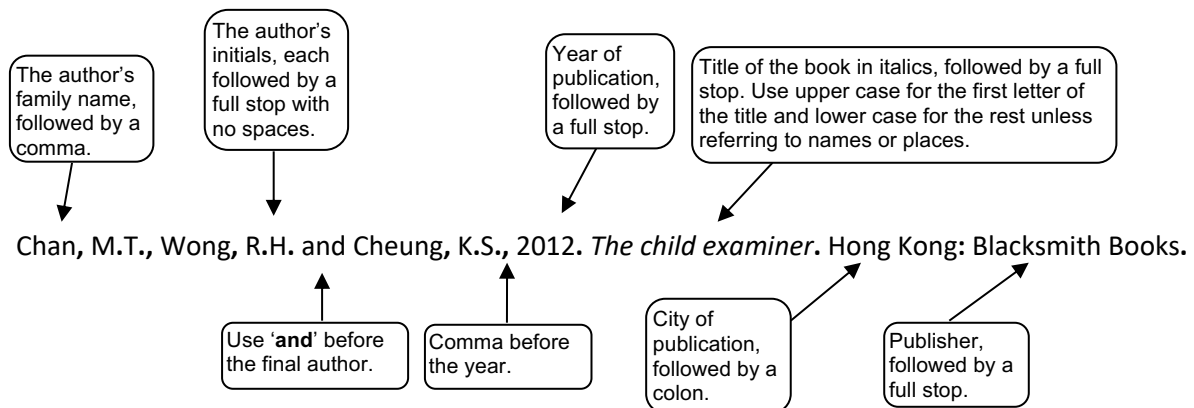 The author's
family name,
followed by a
comma.
The author's
initials, each
followed by a
full stop with
no spaces.
Year of
publication,
followed by
a full stop.
Title of the book in italics, followed by a full
stop. Use upper case for the first letter of
the title and lower case for the rest unless
referring to names or places.
Chan, M.T., Wong, R.H. and Cheung, K.S., 2012. The child examiner. Hong Kong: Blacksmith Books.
Use 'and' before
the final author.
Comma before
the year.
City of
publication,
followed by a
colon.
Publisher,
followed by a
full stop.